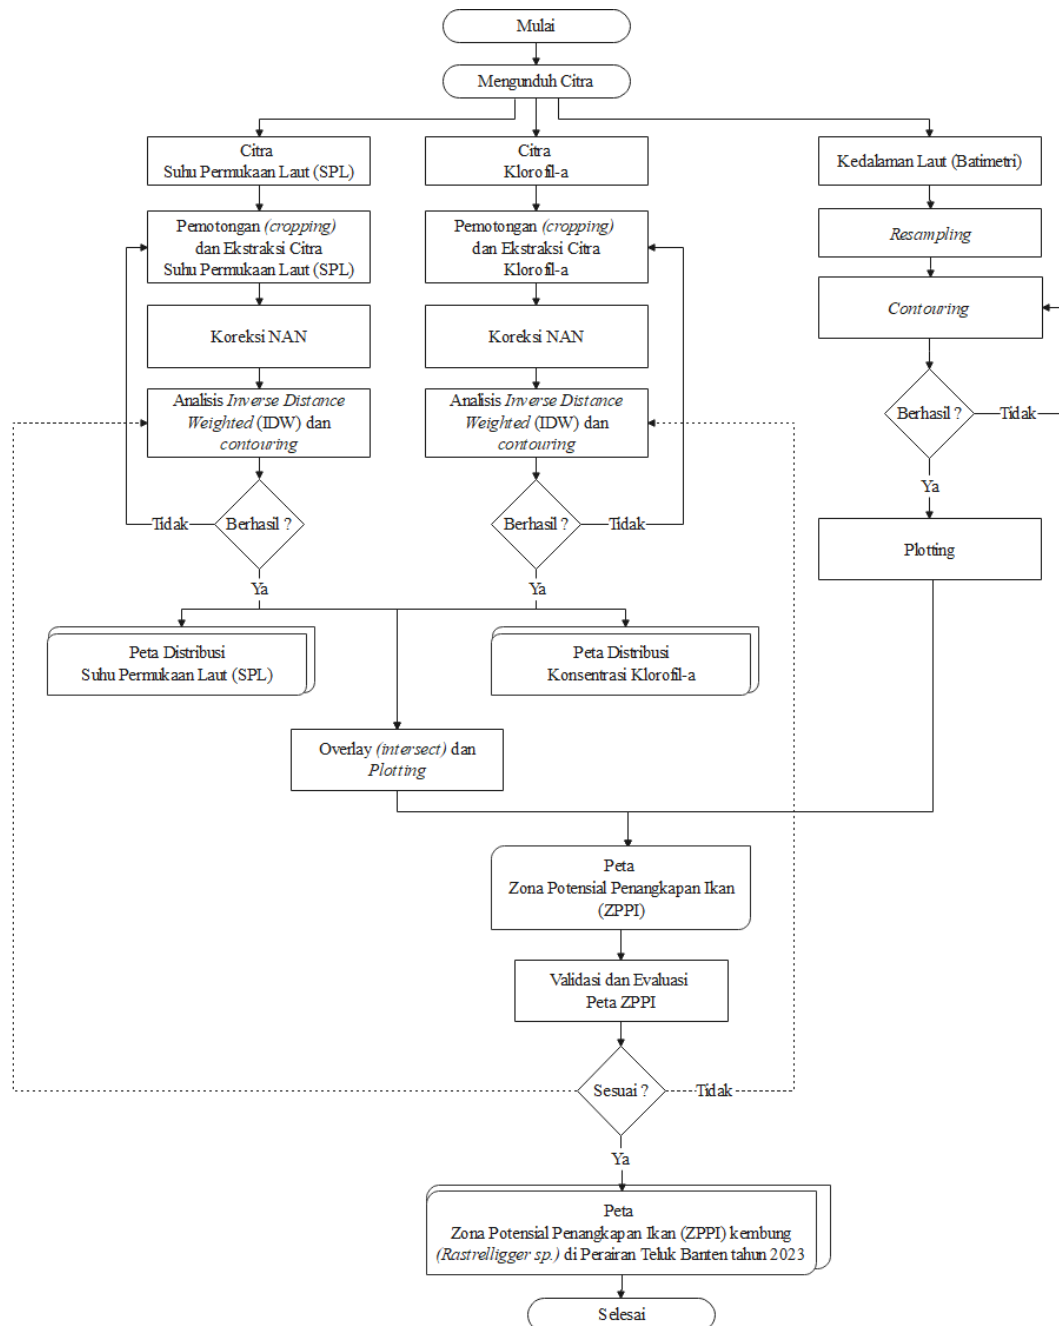 Mulai
Mengunduh Citra
Citra
Suhu Permukaan Laut (SPL)
Citra
Klorofil-a
Kedalaman Laut (Batimetri)
Pemotongan (cropping)
dan Ekstraksi Citra
Suhu Permukaan Laut (SPL)
Pemotongan (cropping)
dan Ekstraksi Citra
Klorofil-a
Resampling
Contouring
Koreksi NAN
Koreksi NAN
Analisis Inverse Distance
Weighted (IDW) dan
contouring
Analisis Inverse Distance
Weighted (IDW) dan
contouring
Berhasil ?
Tidak
Ya
Tidak
Berhasil ?
Ya
Berhasil ?
Tidak
Ya
Plotting
Peta Distribusi
Suhu Permukaan Laut (SPL)
Peta Distribusi
Konsentrasi Klorofil-a
Overlay (intersect) dan
Plotting
Peta
Zona Potensial Penangkapan Ikan
(ZPPI)
Validasi dan Evaluasi
Peta ZPPI
Sesuai ?
Tidak
Ya
Peta
Zona Potensial Penangkapan Ikan (ZPPI) kembung
(Rastrelligger sp.) di Perairan Teluk Banten tahun 2023
Selesai